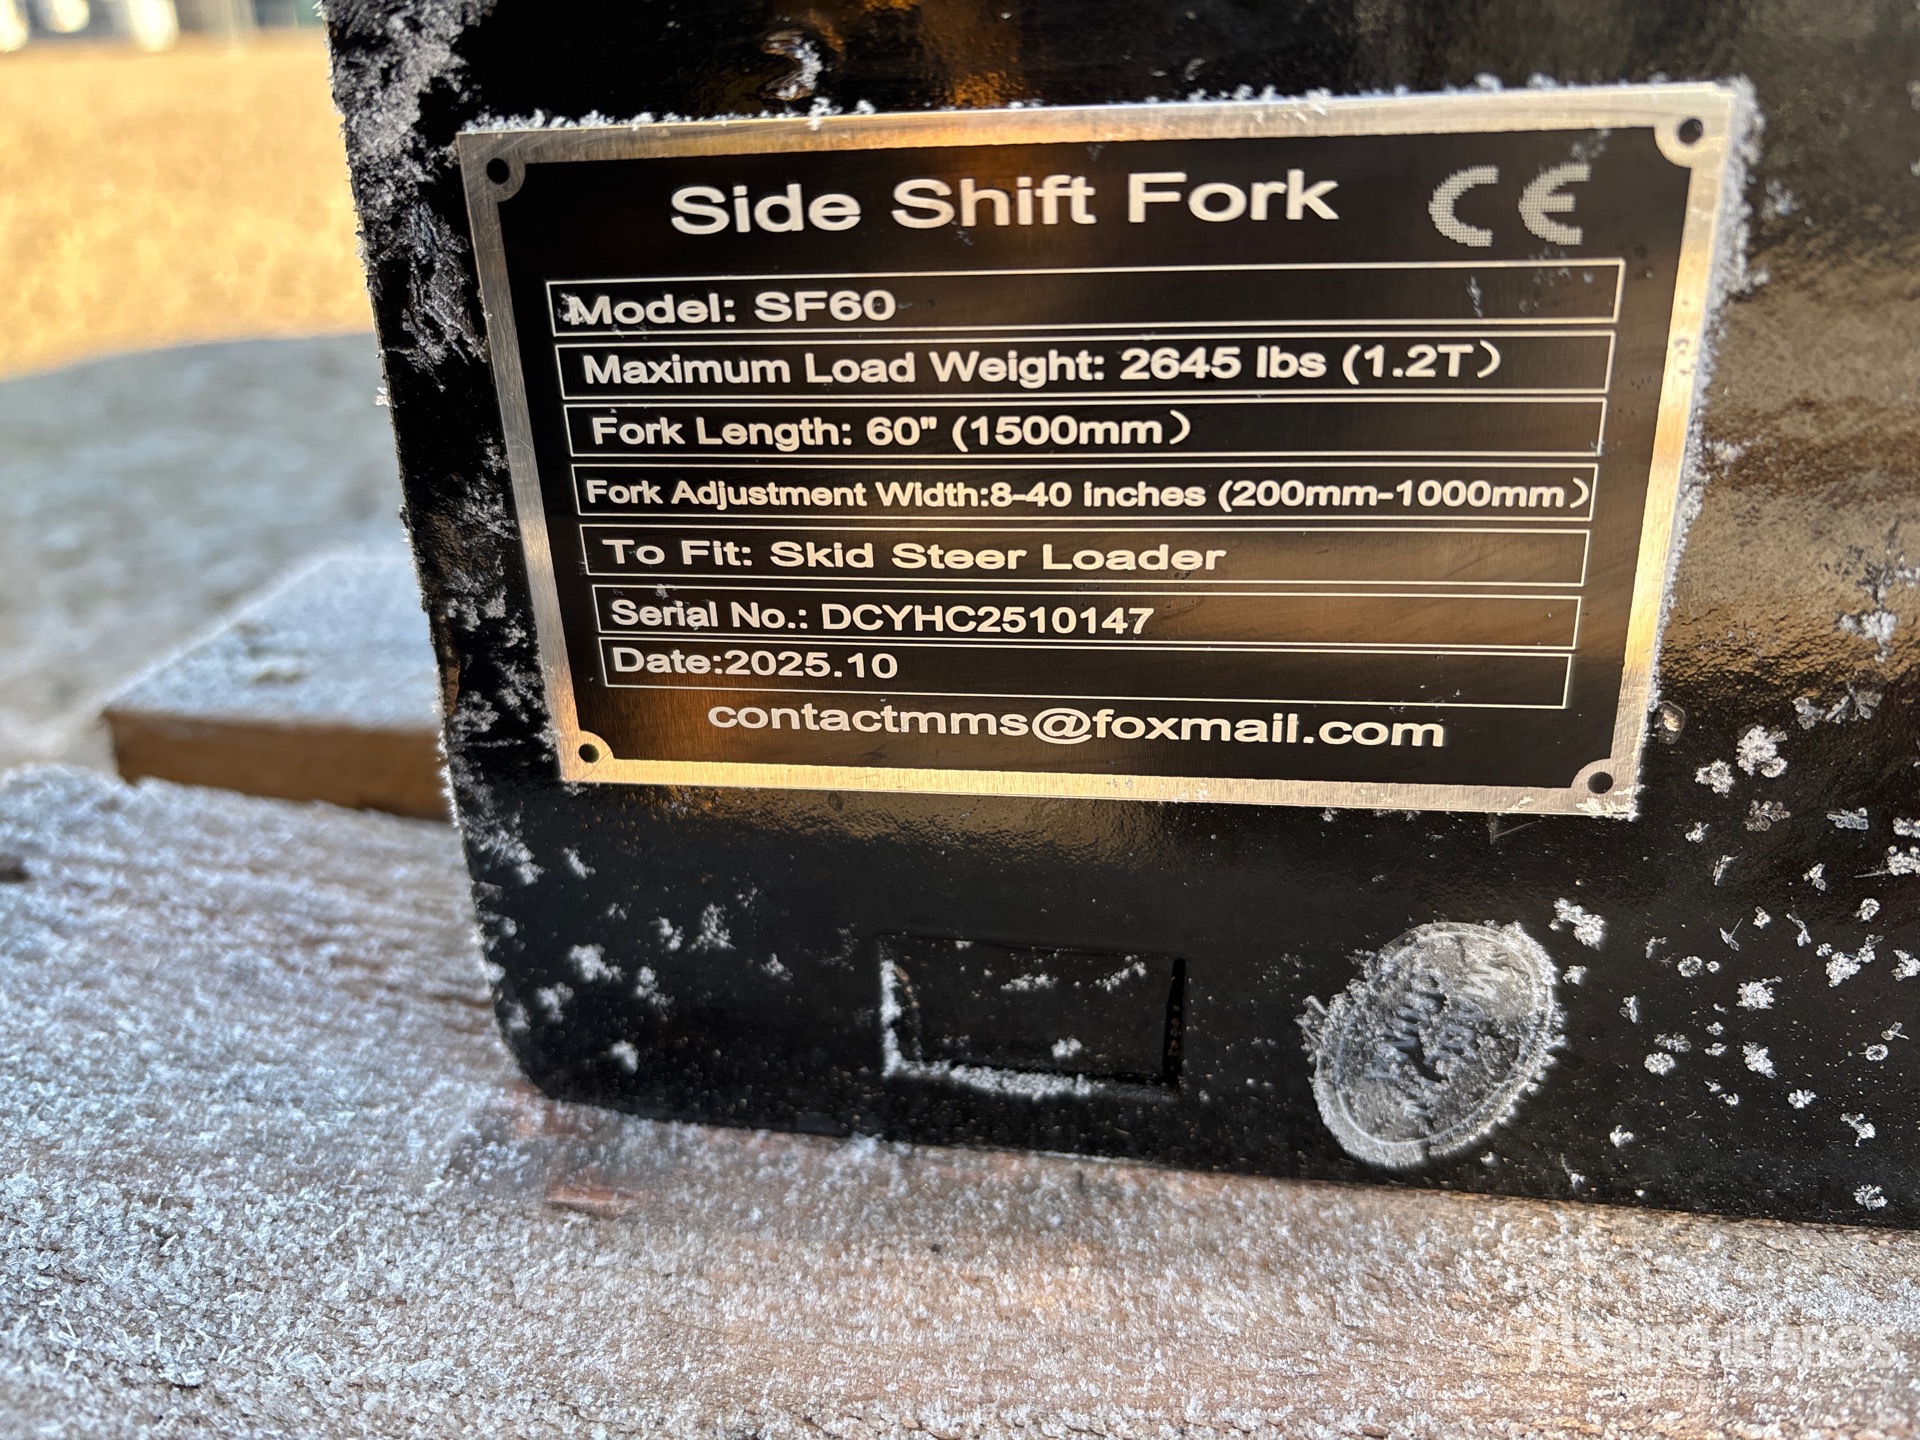 Side Shift Fork CE
Model: SF60
Maximum Load Weight: 2645 lbs (1.2T)
Fork Length: 60" (1500mm)
Fork Adjustment Width:8-40 inches (200mm-1000mm)
To Fit: Skid Steer Loader
Serial No.: DCYHC2510147
Date:2025.10
contactmms@foxmail.com
RITCHIE BROS